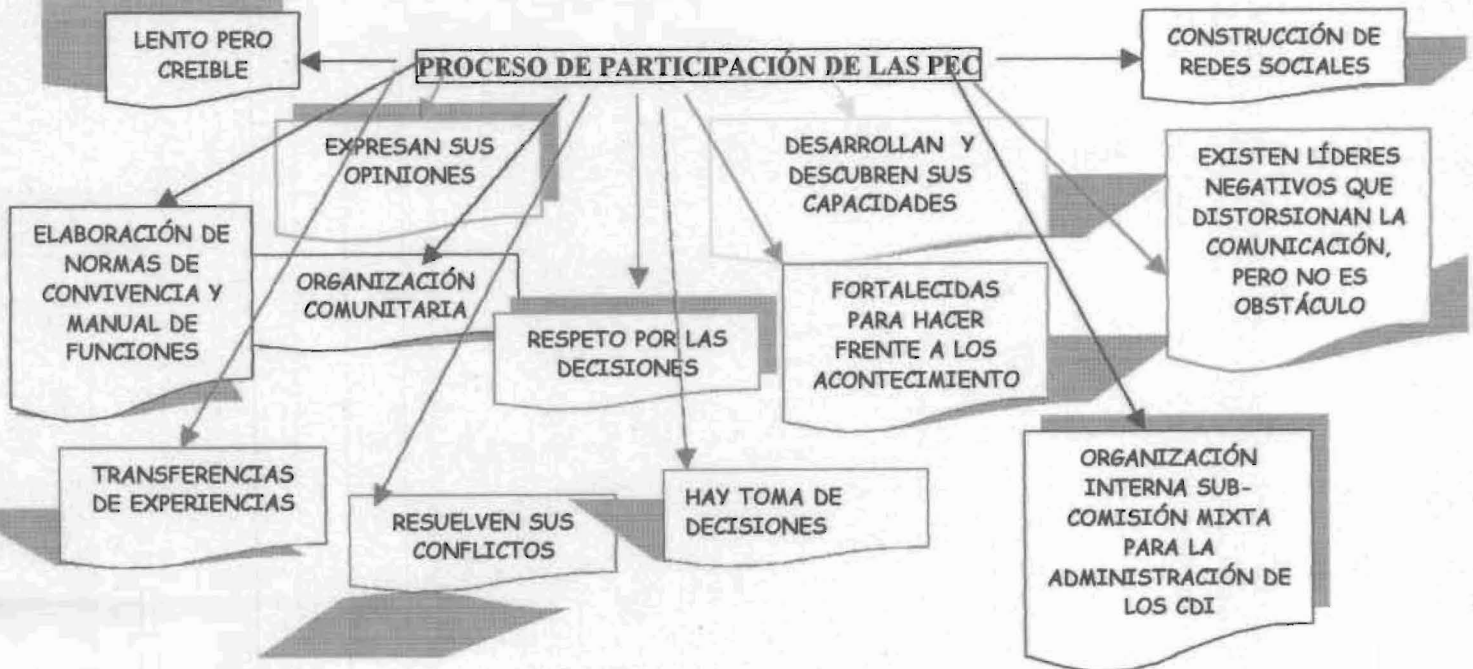 LENTO PERO
CREIBLE
PROCESO DE PARTICIPACIÓN DE LAS PEC
CONSTRUCCIÓN DE
REDES SOCIALES
EXPRESAN SUS
OPINIONES
DESARROLLAN Y
DESCUBREN SUS
CAPACIDADES
EXISTEN LÍDERES
NEGATIVOS QUE
DISTORSIONAN LA
COMUNICACIÓN,
PERO NO ES
OBSTÁCULO
ELABORACIÓN DE
NORMAS DE
CONVIVENCIA Y
MANUAL DE
FUNCIONES
ORGANIZACIÓN
COMUNITARIA
RESPETO POR LAS
DECISIONES
FORTALECIDAS
PARA HACER
FRENTE A LOS
ACONTECIMIENTO
TRANSFERENCIAS
DE EXPERIENCIAS
RESUELVEN SUS
CONFLICTOS
HAY TOMA DE
DECISIONES
ORGANIZACIÓN
INTERNA SUB-
COMISIÓN MIXTA
PARA LA
ADMINISTRACIÓN DE
LOS CDI